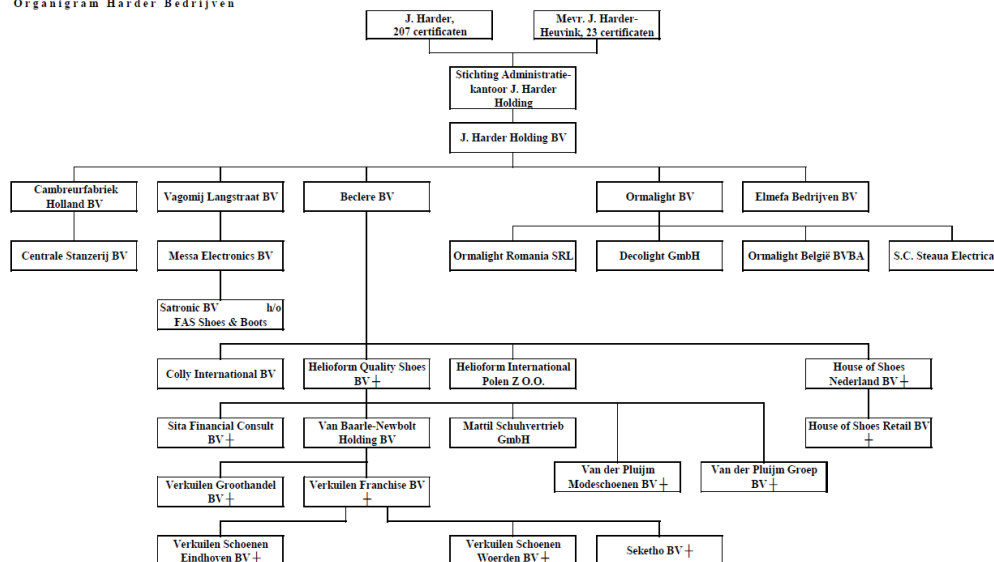 Organigram Harder Bedrijven
J. Harder,
207 certificaten
Mevr. J. Harder-
Heuvink, 23 certificaten
Stichting Administratie-
kantoor J. Harder
Holding
J. Harder Holding BV
Cambreurfabriek
Holland BV
Vagomij Langstraat BV
Beclere BV
Ormalight BV
Elmefa Bedrijven BV
Centrale Stanzerij BV
Messa Electronics BV
Ormalight Romania SRL
Decolight GmbH
Ormalight België BVBA
S.C. Steaua Electrica
Satronic BV h/o
FAS Shoes & Boots
Colly International BV
Helioform Quality Shoes
BV ┼
Helioform International
Polen Z O.O.
House of Shoes
Nederland BV ┼
Sita Financial Consult
BV ┼
Van Baarle-Newbolt
Holding BV
Mattil Schuhvertrieb
GmbH
House of Shoes Retail BV
┼
Van der Pluijm
Modeschoenen BV ┼
Van der Pluijm Groep
BV ┼
Verkuilen Groothandel
BV ┼
Verkuilen Franchise BV
┼
Verkuilen Schoenen
Eindhoven BV ┼
Verkuilen Schoenen
Woerden BV ┼
Seketho BV ┼